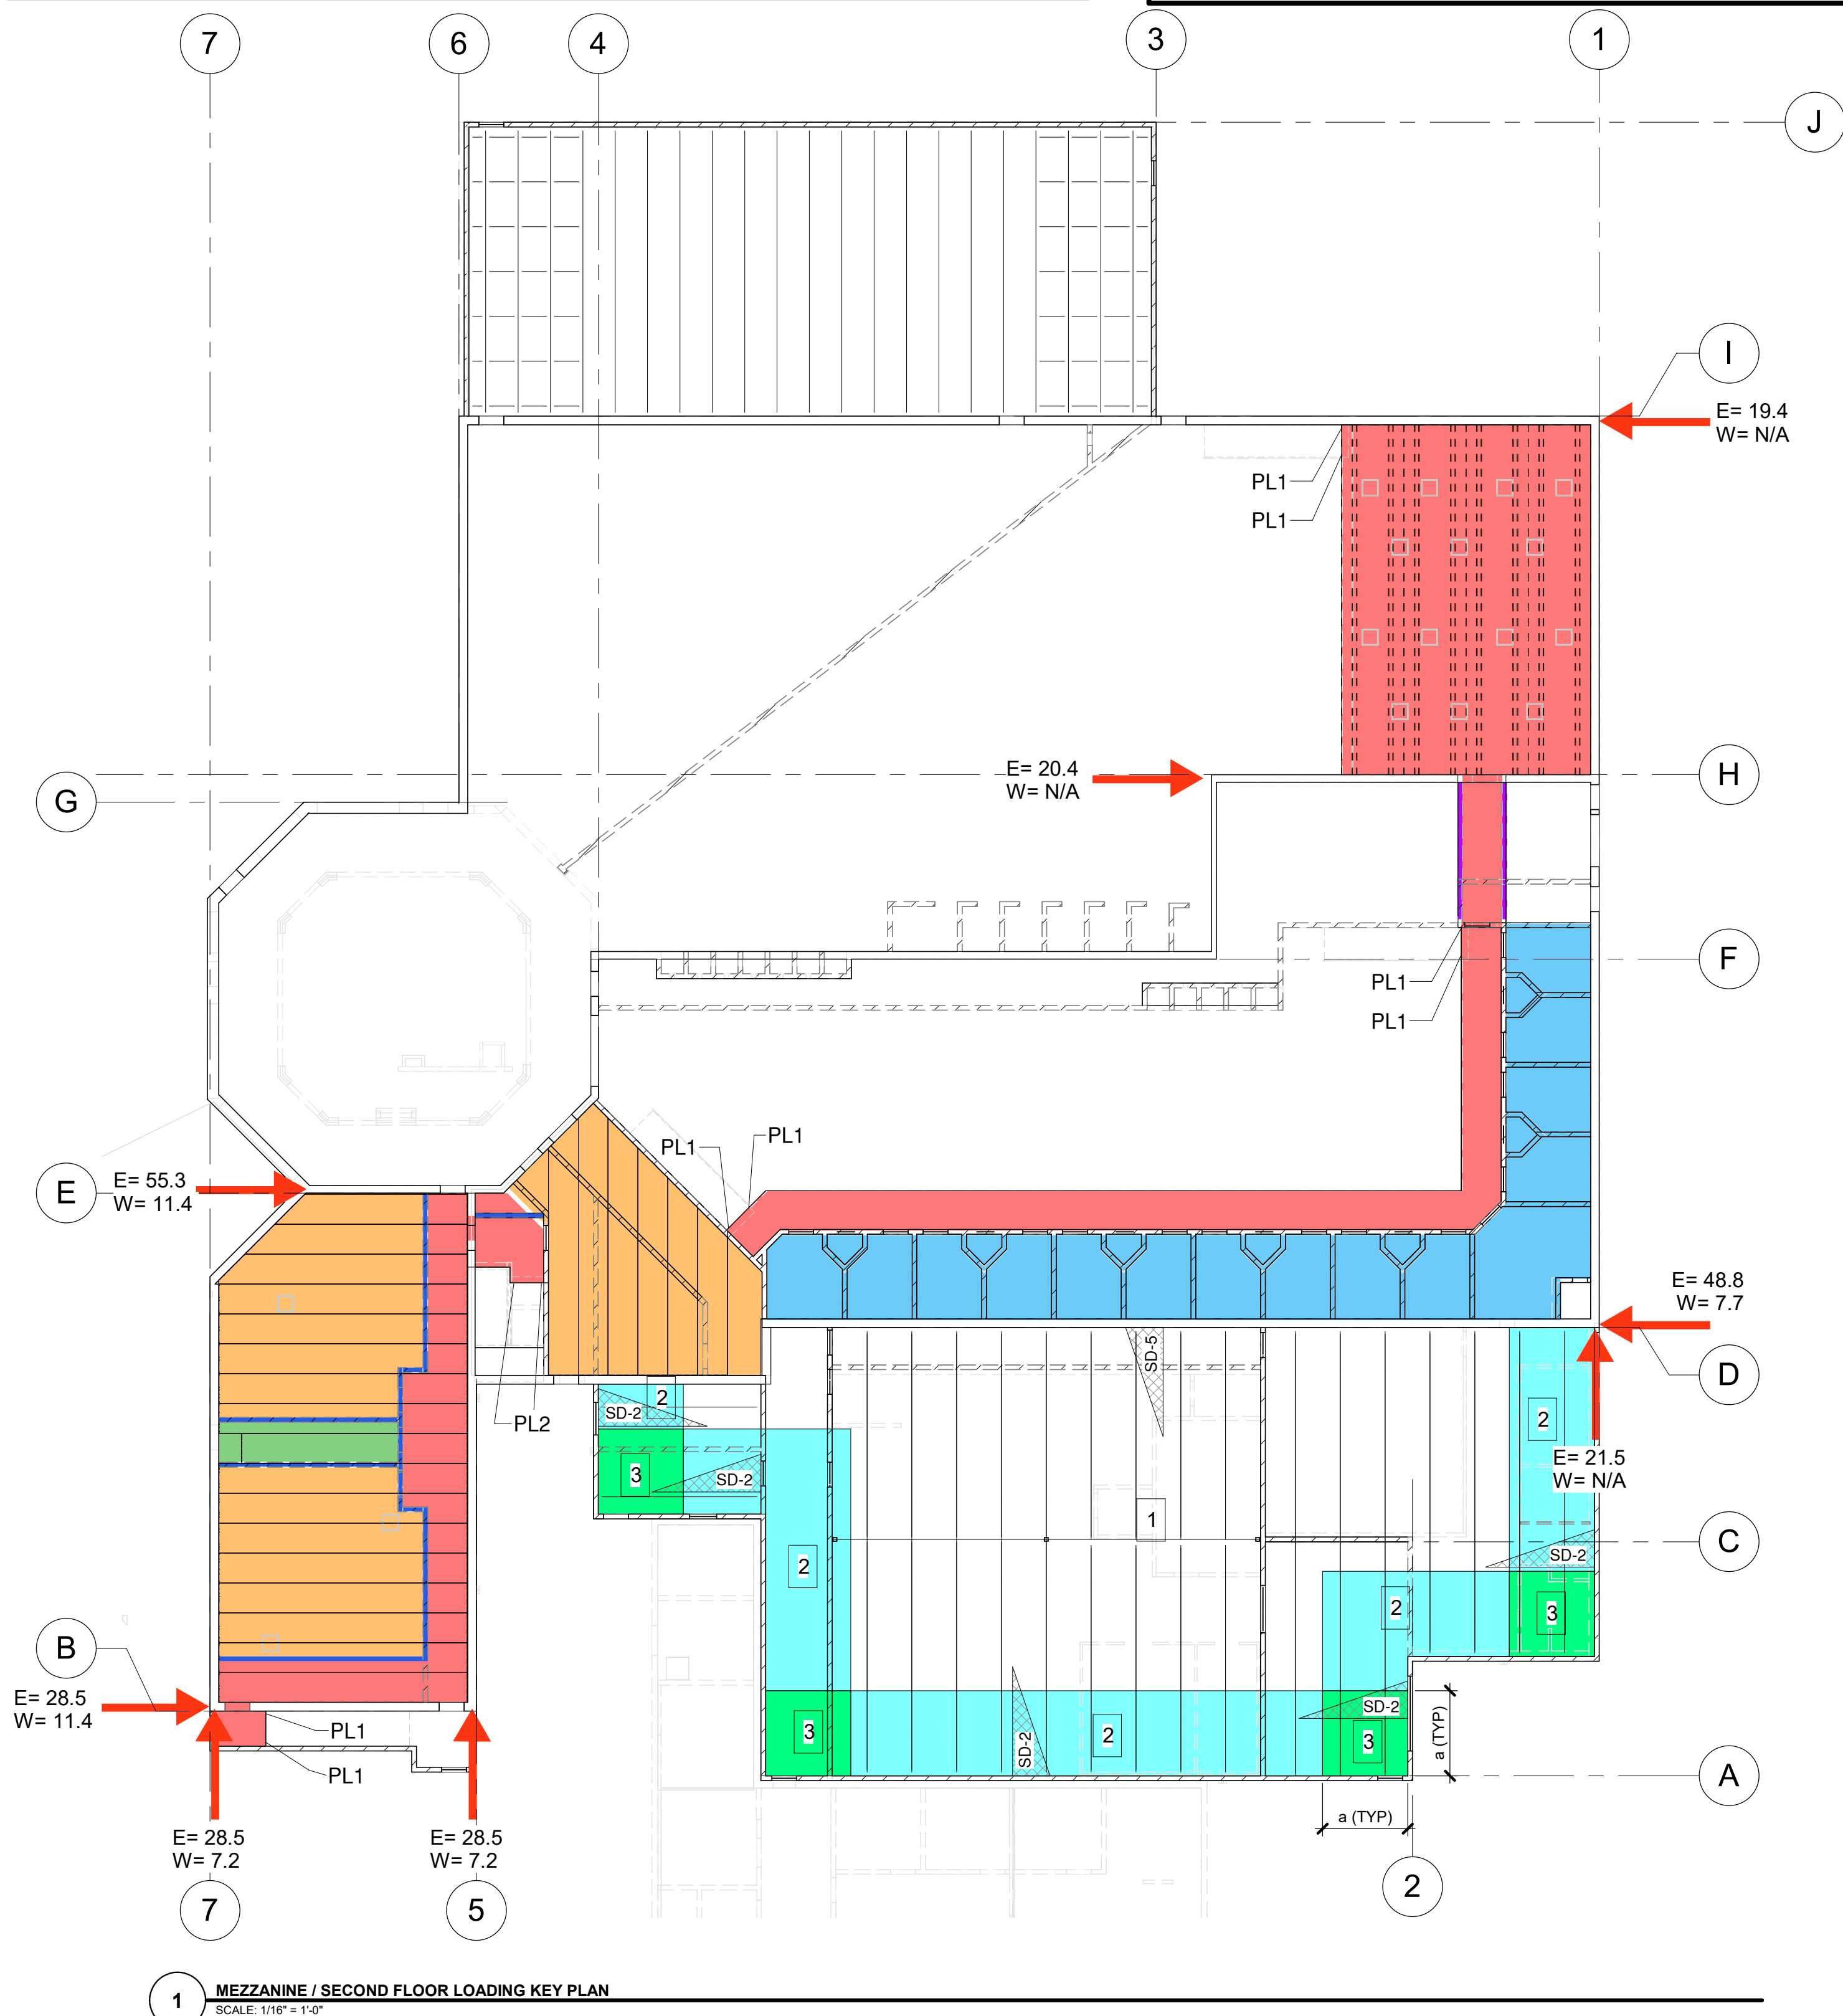 7
6
4
3
1
J
I
E= 19.4
W= N/A
PL1
PL1
E= 20.4
W= N/A
H
G
F
PL1
PL1
PL1
PL1
E
E= 55.3
W= 11.4
E= 48.8
W= 7.7
D
SD-5
2
SD-2
PL2
2
E= 21.5
W= N/A
3
SD-2
1
C
SD-2
2
2
3
B
E= 28.5
W= 11.4
PL1
PL1
3
SD-2
2
SD-2
3
a (TYP)
A
a (TYP)
E= 28.5
W= 7.2
E= 28.5
W= 7.2
7
5
2
1
MEZZANINE / SECOND FLOOR LOADING KEY PLAN
SCALE: 1/16" = 1'-0"